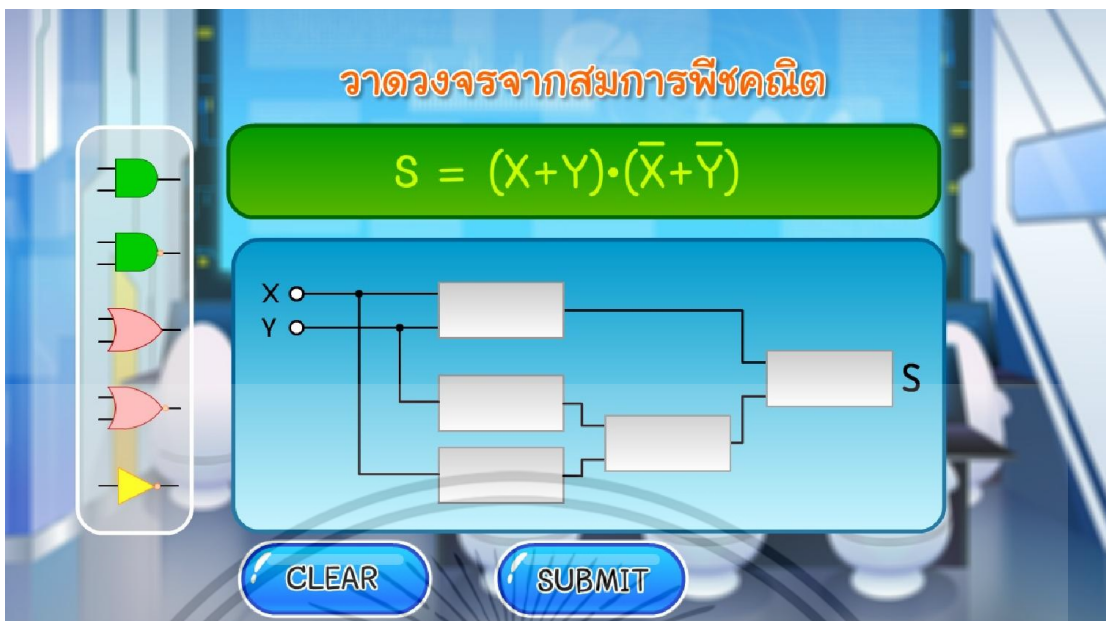 วาดวงจรจากสมการพีชคณิต
S = (X+Y)•(X̅+Y̅)
X
Y
S
CLEAR
SUBMIT